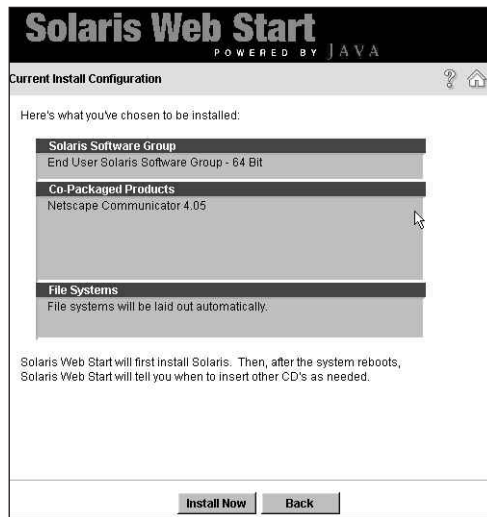 Solaris Web Start
POWERED BY JAVA
Current Install Configuration
?
Here's what you've chosen to be installed:
Solaris Software Group
End User Solaris Software Group - 64 Bit
Co-Packaged Products
Netscape Communicator 4.05
File Systems
File systems will be laid out automatically.
Solaris Web Start will first install Solaris. Then, after the system reboots,
Solaris Web Start will tell you when to insert other CD's as needed.
Install Now Back